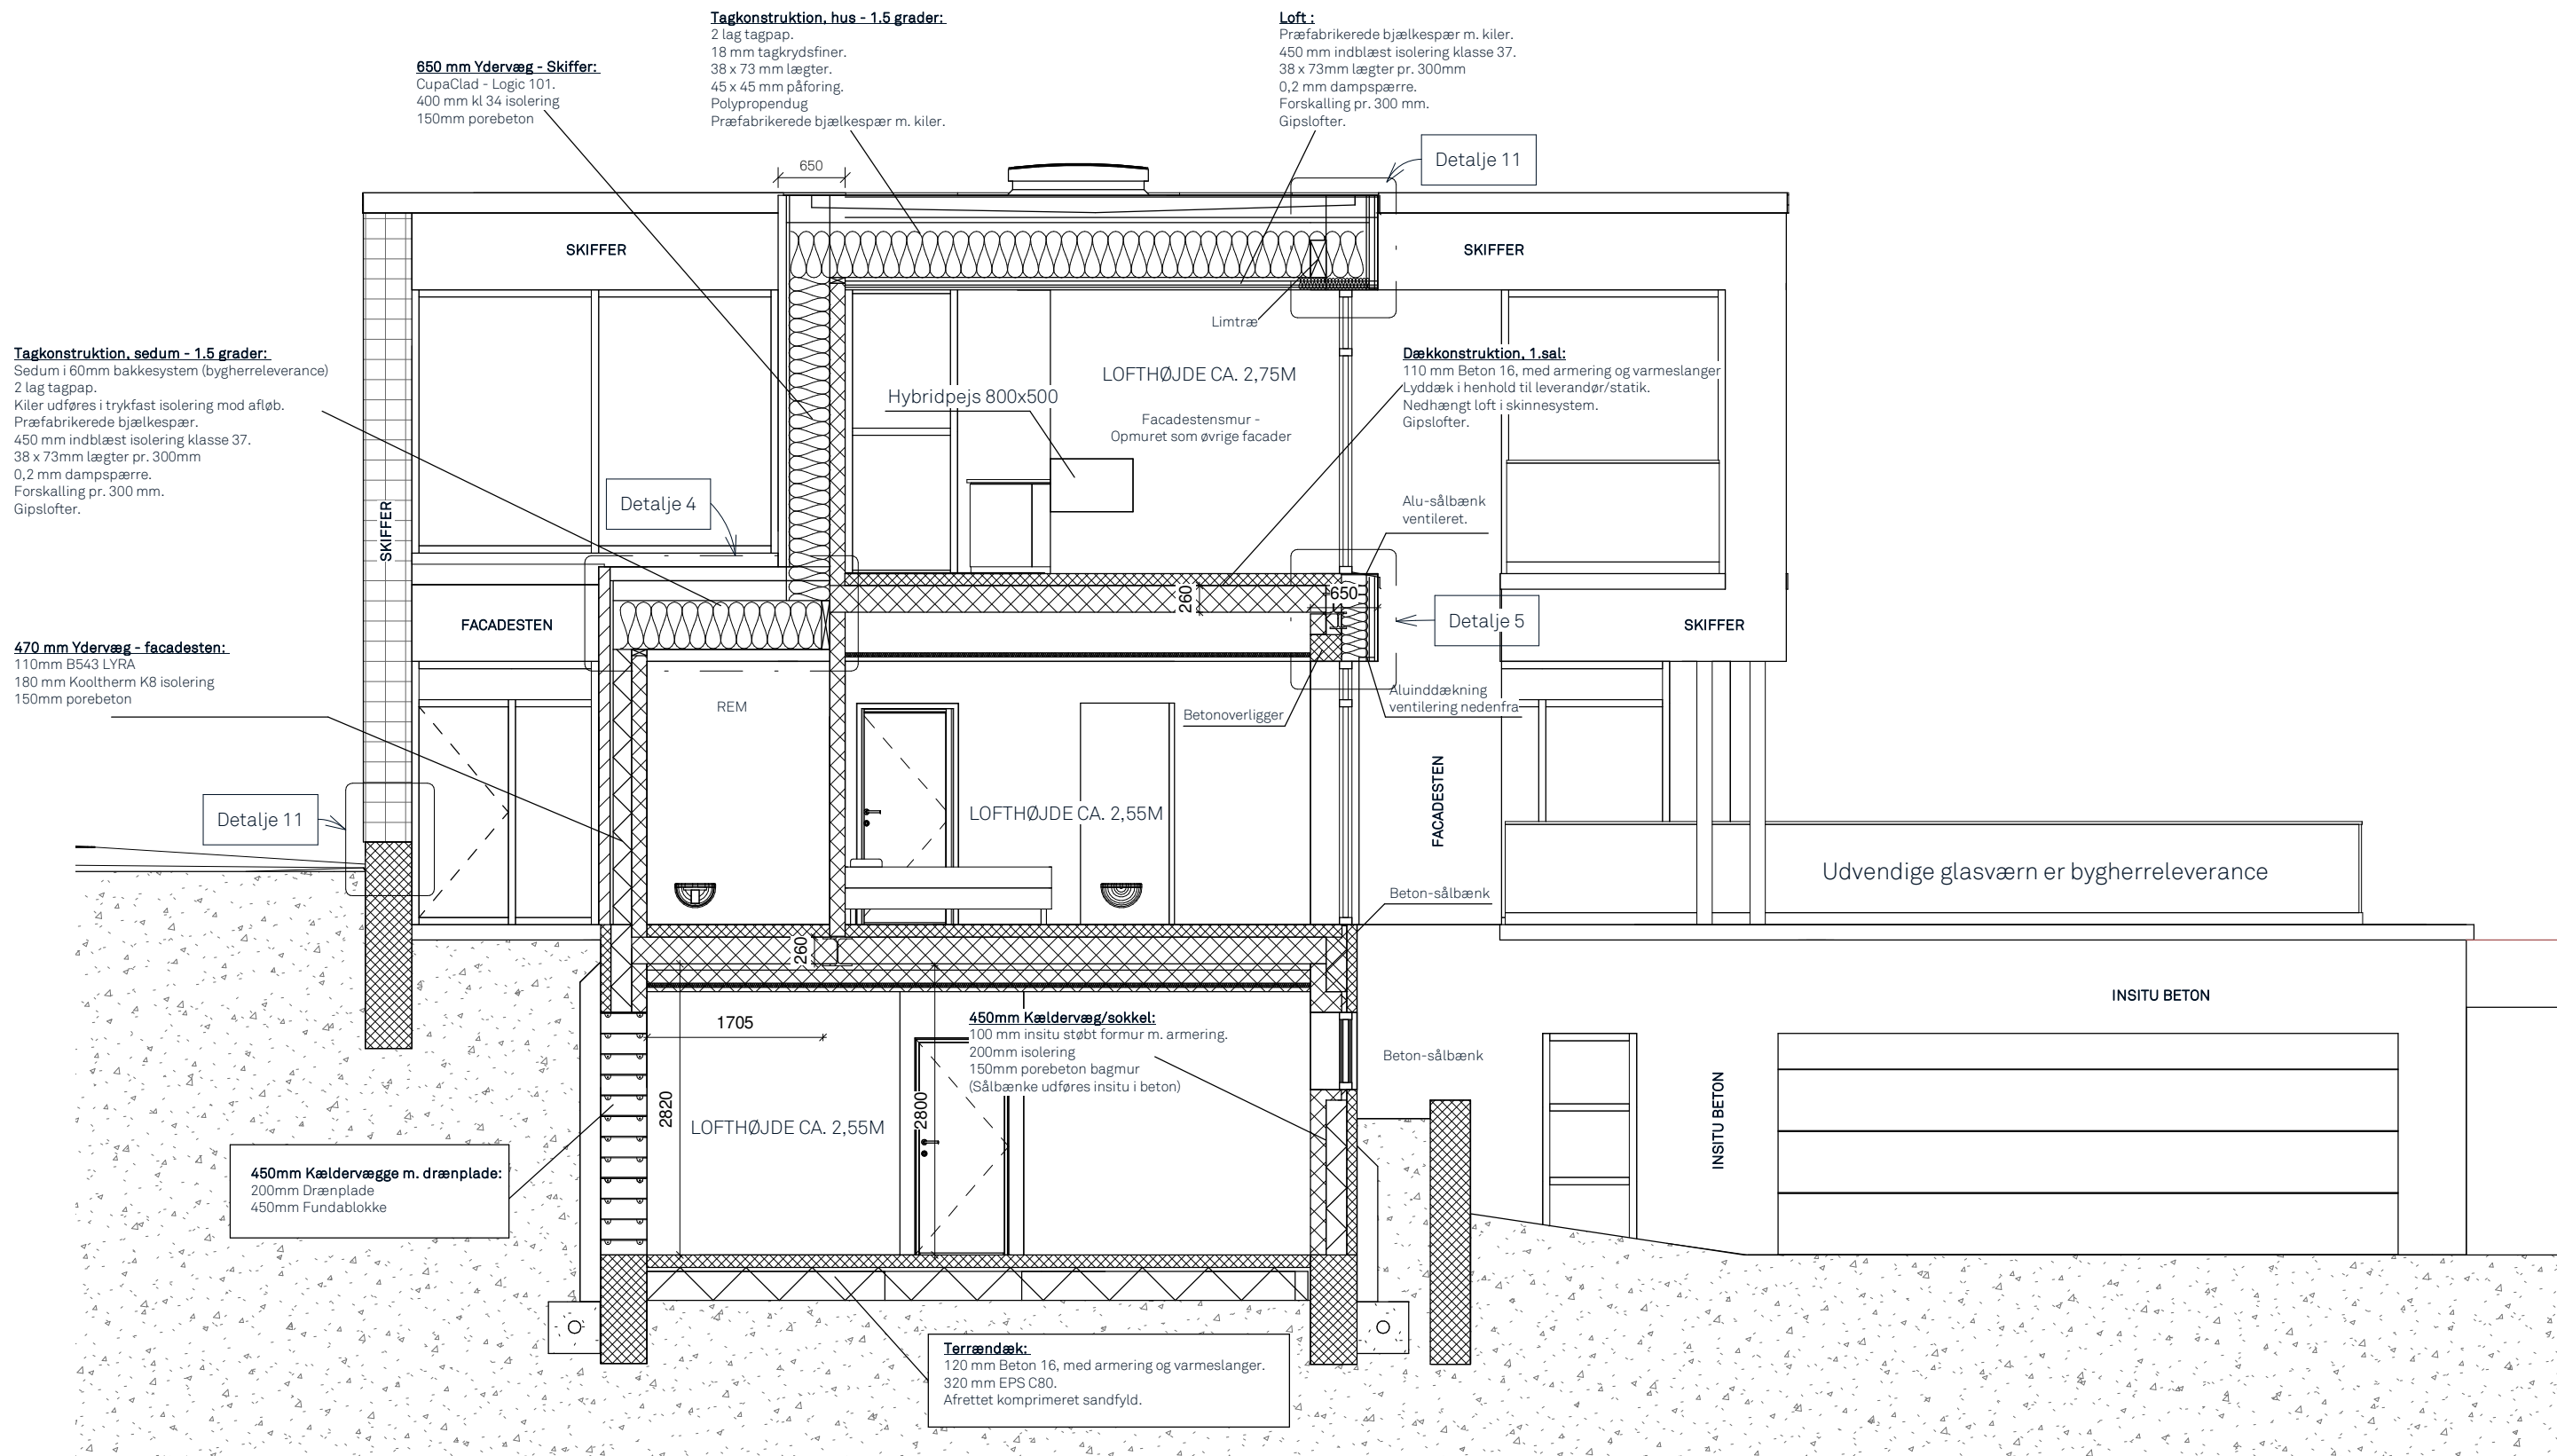 Tagkonstruktion, hus - 1.5 grader:
2 lag tagpap.
18 mm tagkrydsfiner.
38 x 73 mm lægter.
45 x 45 mm påforing.
Polypropendug
Præfabrikerede bjælkespær m. kiler.
Loft :
Præfabrikerede bjælkespær m. kiler.
450 mm indblæst isolering klasse 37.
38 x 73mm lægter pr. 300mm
0,2 mm dampspærre.
Forskalling pr. 300 mm.
Gipslofter.
650 mm Ydervæg - Skiffer:
CupaClad - Logic 101.
400 mm kl 34 isolering
150mm porebeton
650
Detalje 11
SKIFFER
SKIFFER
Limtræ
Tagkonstruktion, sedum - 1.5 grader:
Sedum i 60mm bakkesystem (bygherreleverance)
2 lag tagpap.
Kiler udføres i trykfast isolering mod afløb.
Præfabrikerede bjælkespær.
450 mm indblæst isolering klasse 37.
38 x 73mm lægter pr. 300mm
0,2 mm dampspærre.
Forskalling pr. 300 mm.
Gipslofter.
LOFTHØJDE CA. 2,75M
Hybridpejs 800x500
Facadestensmur -
Opmuret som øvrige facader
Dækkonstruktion, 1.sal:
110 mm Beton 16, med armering og varmeslanger
Lyddæk i henhold til leverandør/statik.
Nedhængt loft i skinnesystem.
Gipslofter.
Detalje 4
SKIFFER
Alu-sålbænk
ventileret.
260
650
FACADESTEN
Detalje 5
SKIFFER
470 mm Ydervæg - facadesten:
110mm B543 LYRA
180 mm Kooltherm K8 isolering
150mm porebeton
REM
Betonoverligger
Aluinddækning
ventilering nedenfra
Detalje 11
LOFTHØJDE CA. 2,55M
FACADESTEN
Udvendige glasværn er bygherreleverance
Beton-sålbænk
260
INSITU BETON
1705
450mm Kældervæg/sokkel:
100 mm insitu støbt formur m. armering.
200mm isolering
150mm porebeton bagmur
(Sålbænke udføres insitu i beton)
Beton-sålbænk
2820
2800
LOFTHØJDE CA. 2,55M
INSITU BETON
450mm Kældervægge m. drænplade:
200mm Drænplade
450mm Fundablokke
Terrændæk:
120 mm Beton 16, med armering og varmeslanger.
320 mm EPS C80.
Afrettet komprimeret sandfyld.